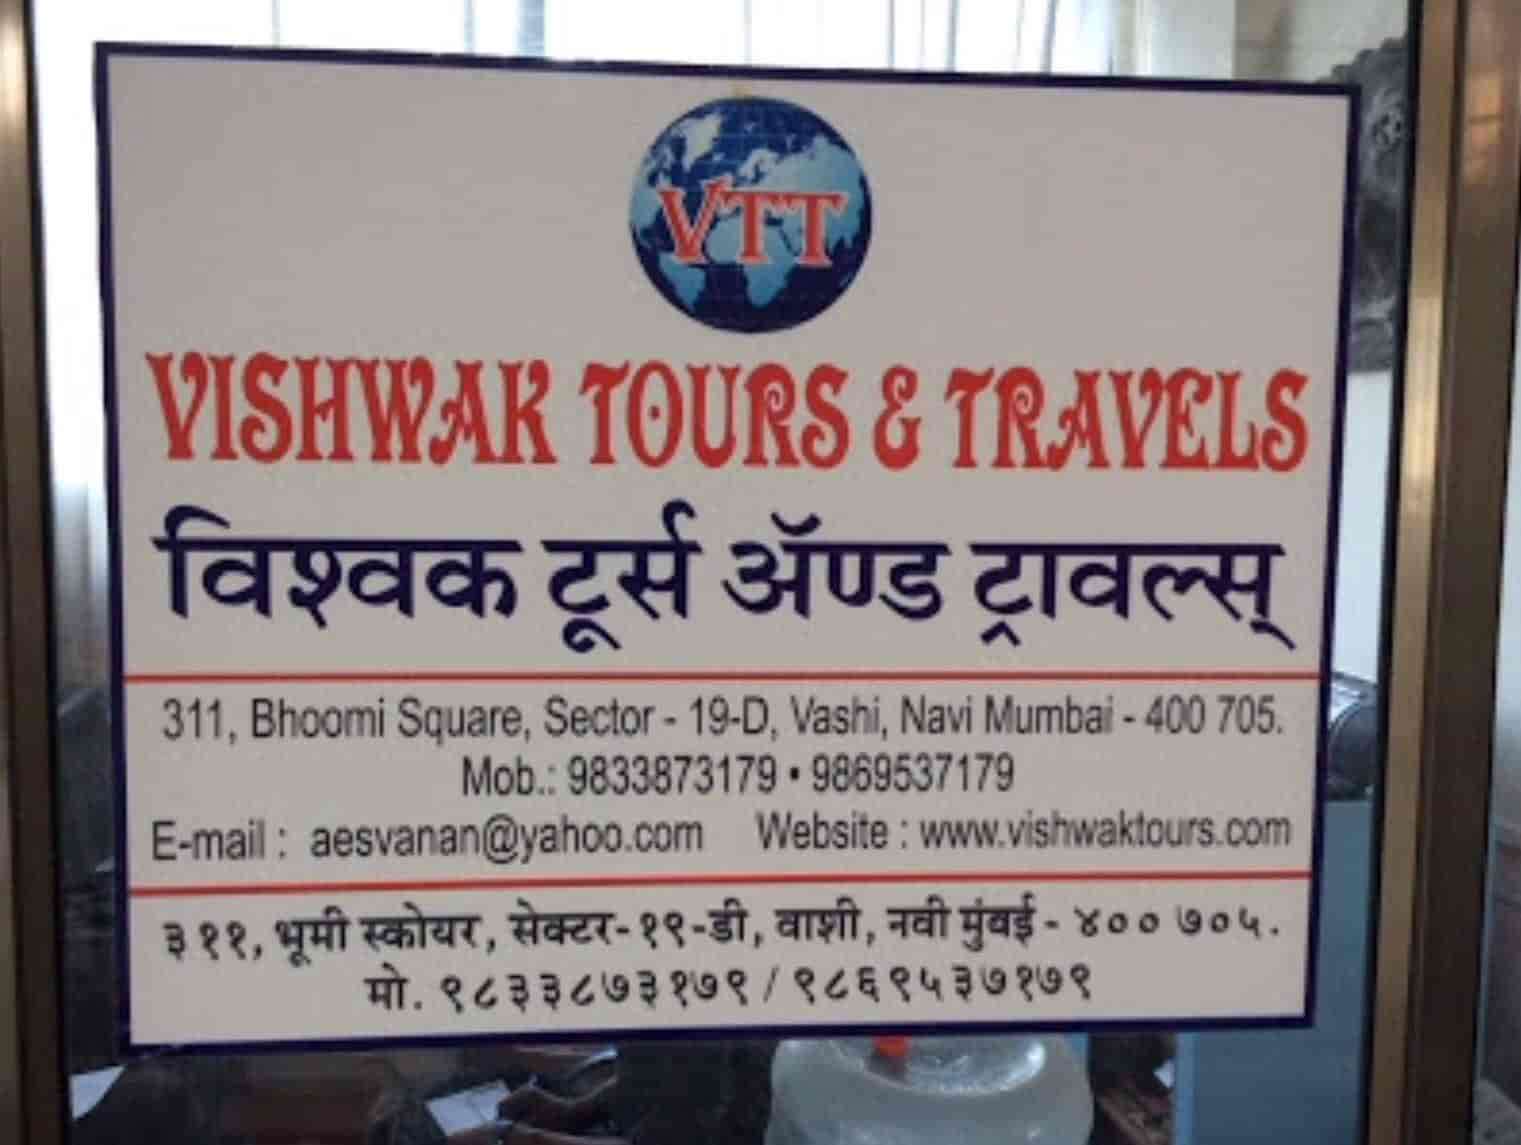 VTT
VISHWAK TOURS & TRAVELS
विश्वक टूर्स ॲण्ड ट्रावल्स्
311, Bhoomi Square, Sector - 19-D, Vashi, Navi Mumbai - 400 705.
Mob.: 9833873179 • 9869537179
E-mail : aesvanan@yahoo.com Website : www.vishwaktours.com
३११, भूमी स्कोयर, सेक्टर-१९-डी, वाशी, नवी मुंबई - ४०० ७०५.
मो. ९८३३८७३१७९ / ९८६९५३७१७९